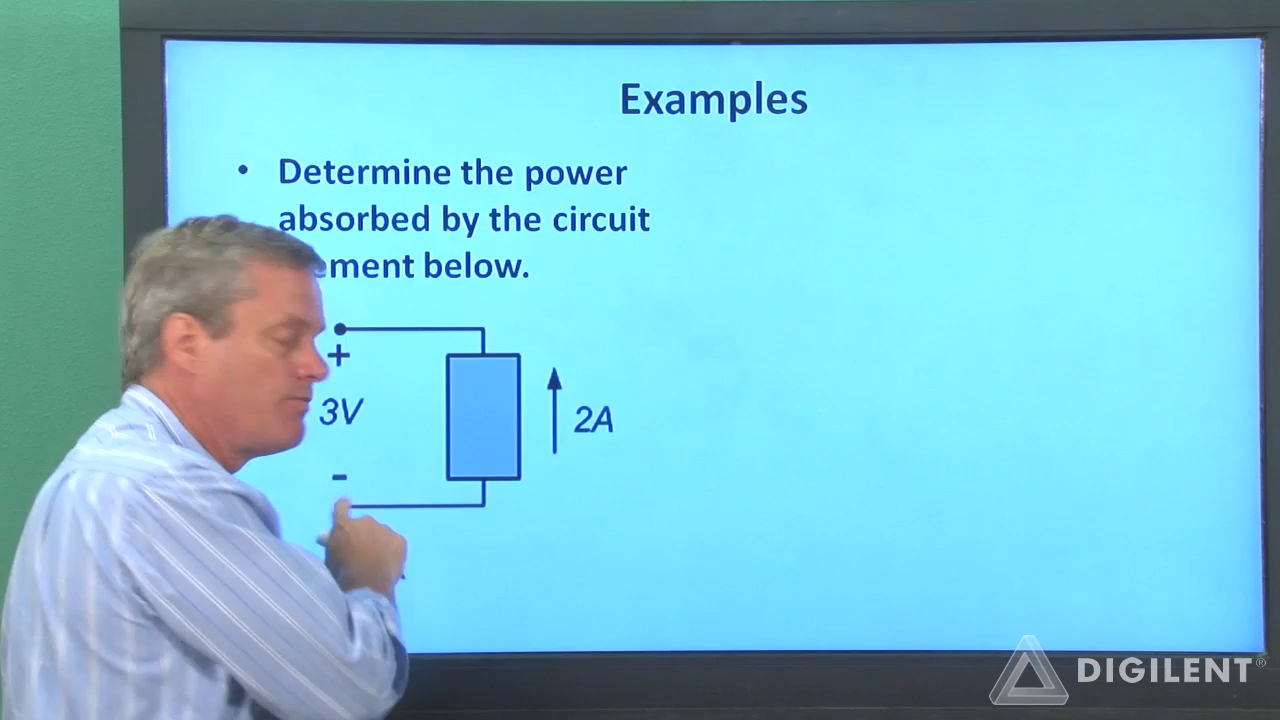 Examples
• Determine the power
absorbed by the circuit
ement below.
+
3V
-
2A
DIGILENT®